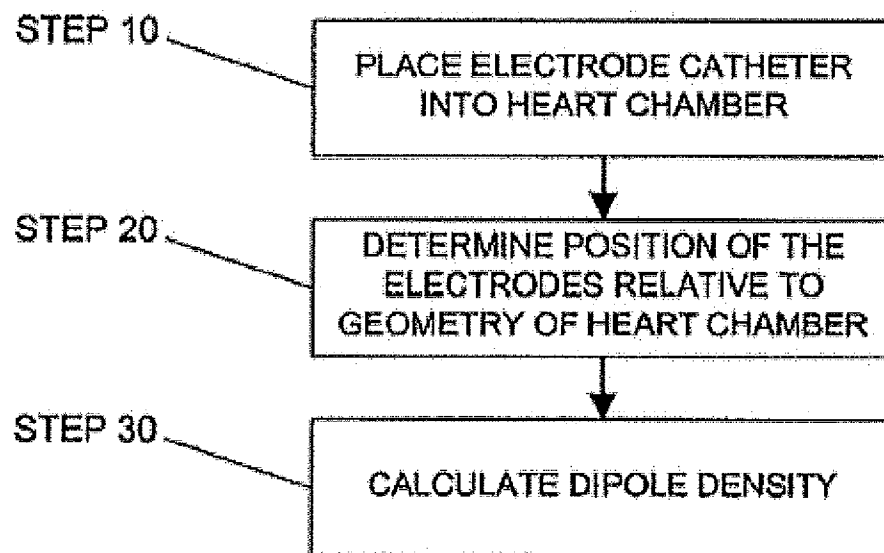 STEP 10
PLACE ELECTRODE CATHETER
INTO HEART CHAMBER
STEP 20
DETERMINE POSITION OF THE
ELECTRODES RELATIVE TO
GEOMETRY OF HEART CHAMBER
STEP 30
CALCULATE DIPOLE DENSITY